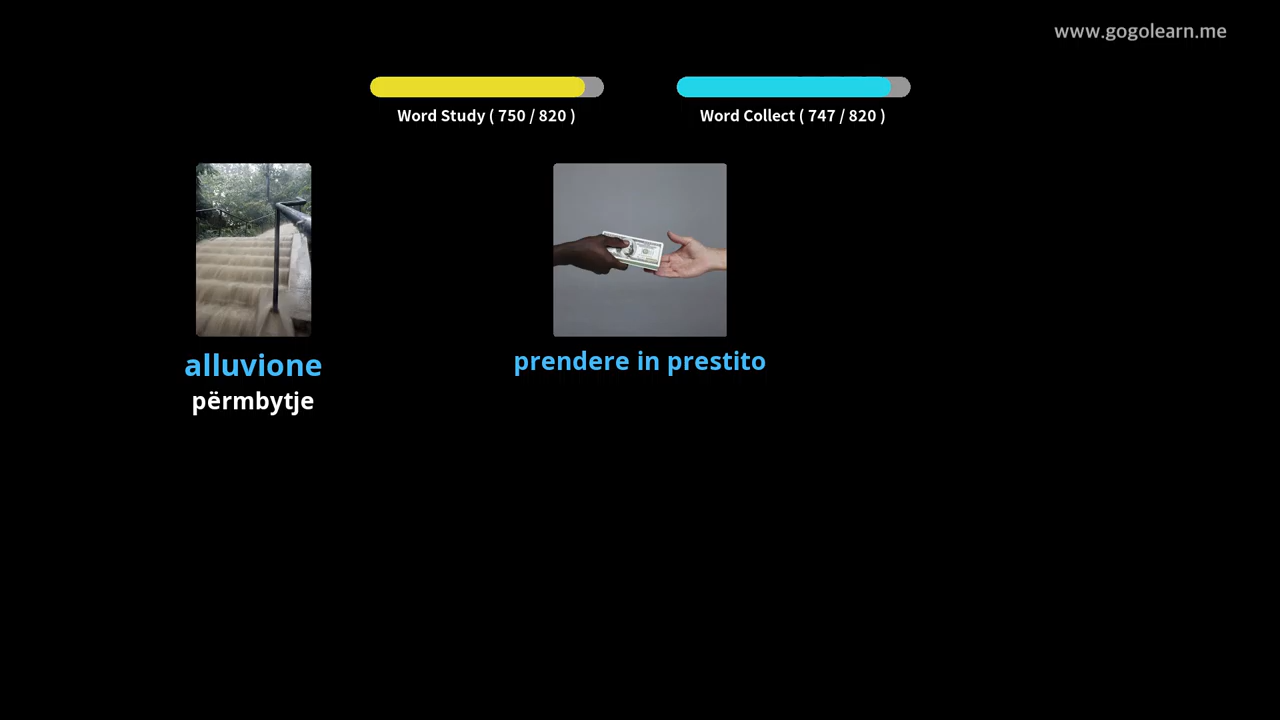 www.gogolearn.me
Word Study ( 750 / 820 )
Word Collect ( 747 / 820 )
alluvione
përmbytje
prendere in prestito